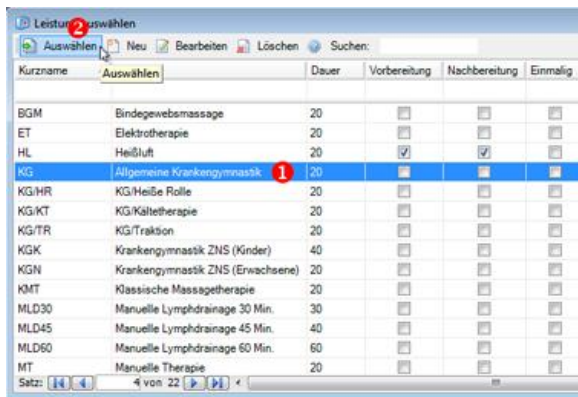 Leistung auswählen
2
Auswählen Neu Bearbeiten Löschen Suchen:
Kurzname Auswählen Dauer Vorbereitung Nachbereitung Einmalig
BGM Bindegewebsmassage 20
ET Elektrotherapie 20
HL Heißluft 20
KG Allgemeine Krankengymnastik 1 20
KG/HR KG/Heiße Rolle 20
KG/KT KG/Kältetherapie 20
KG/TR KG/Traktion 20
KGK Krankengymnastik ZNS (Kinder) 40
KGN Krankengymnastik ZNS (Erwachsene) 20
KMT Klassische Massagetherapie 20
MLD30 Manuelle Lymphdrainage 30 Min. 30
MLD45 Manuelle Lymphdrainage 45 Min. 40
MLD60 Manuelle Lymphdrainage 60 Min. 60
MT Manuelle Therapie 20
Satz: 4 von 22